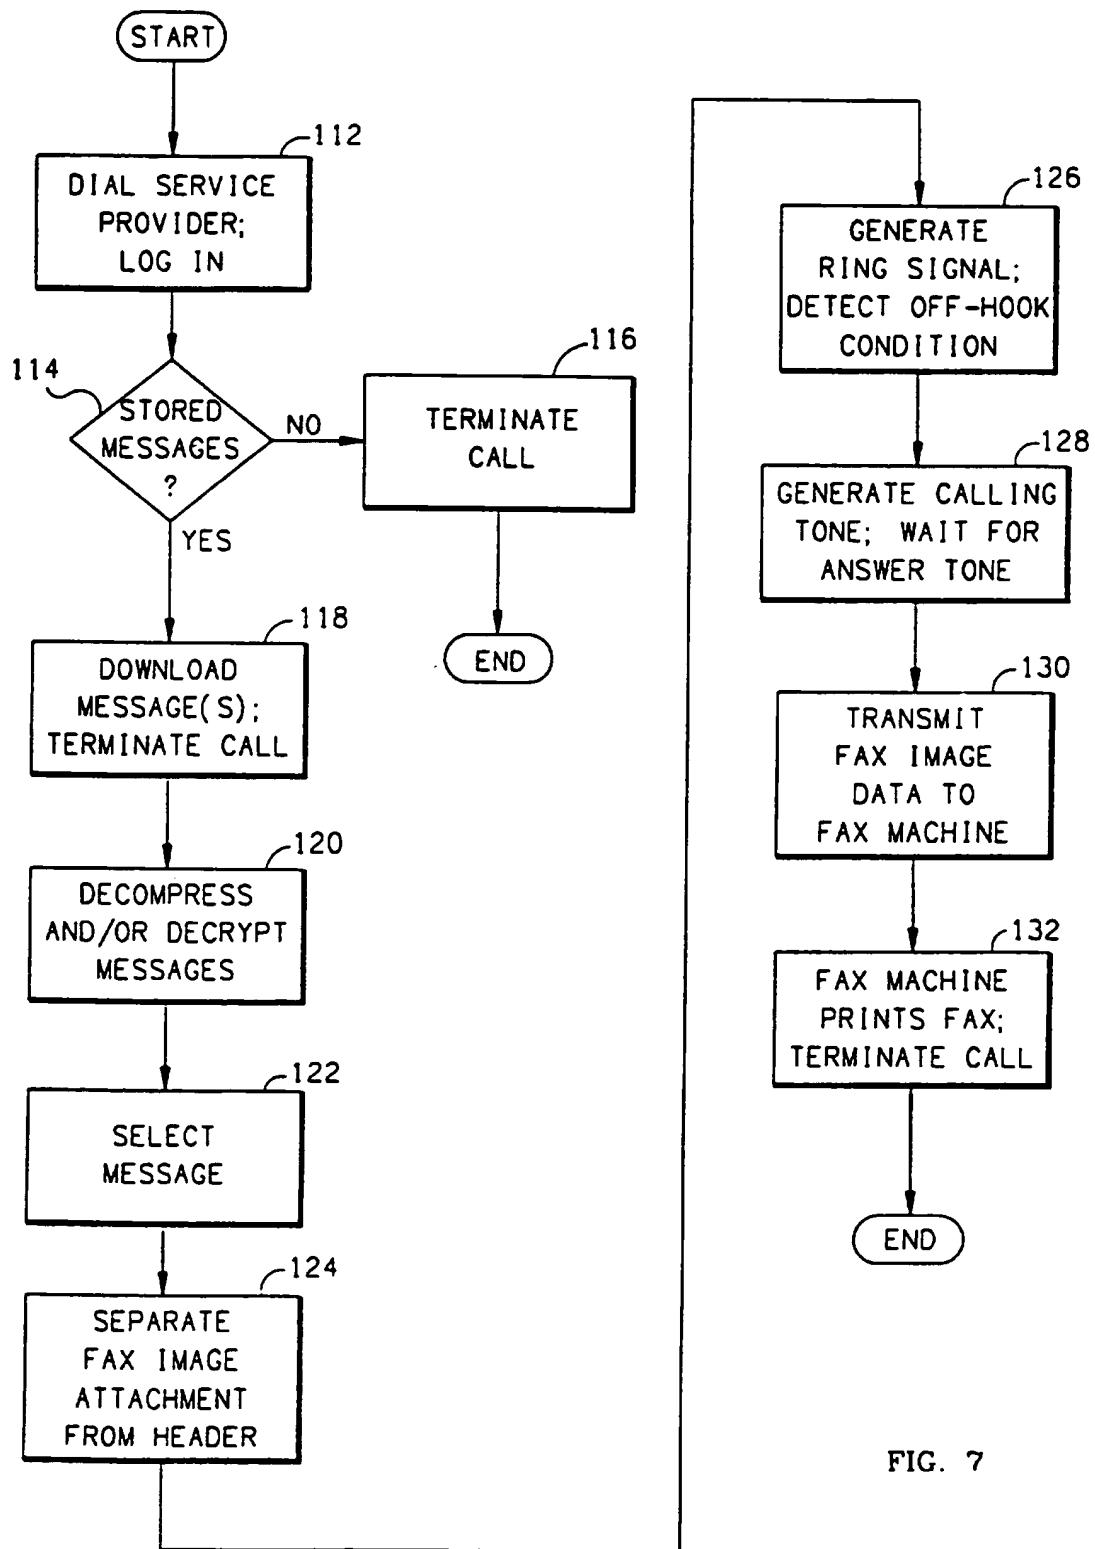 START
112
DIAL SERVICE
PROVIDER;
LOG IN
114
STORED
MESSAGES
?
NO
YES
116
TERMINATE
CALL
END
118
DOWNLOAD
MESSAGE(S);
TERMINATE CALL
120
DECOMPRESS
AND/OR DECRYPT
MESSAGES
122
SELECT
MESSAGE
124
SEPARATE
FAX IMAGE
ATTACHMENT
FROM HEADER
126
GENERATE
RING SIGNAL;
DETECT OFF-HOOK
CONDITION
128
GENERATE CALLING
TONE; WAIT FOR
ANSWER TONE
130
TRANSMIT
FAX IMAGE
DATA TO
FAX MACHINE
132
FAX MACHINE
PRINTS FAX;
TERMINATE CALL
END
FIG. 7